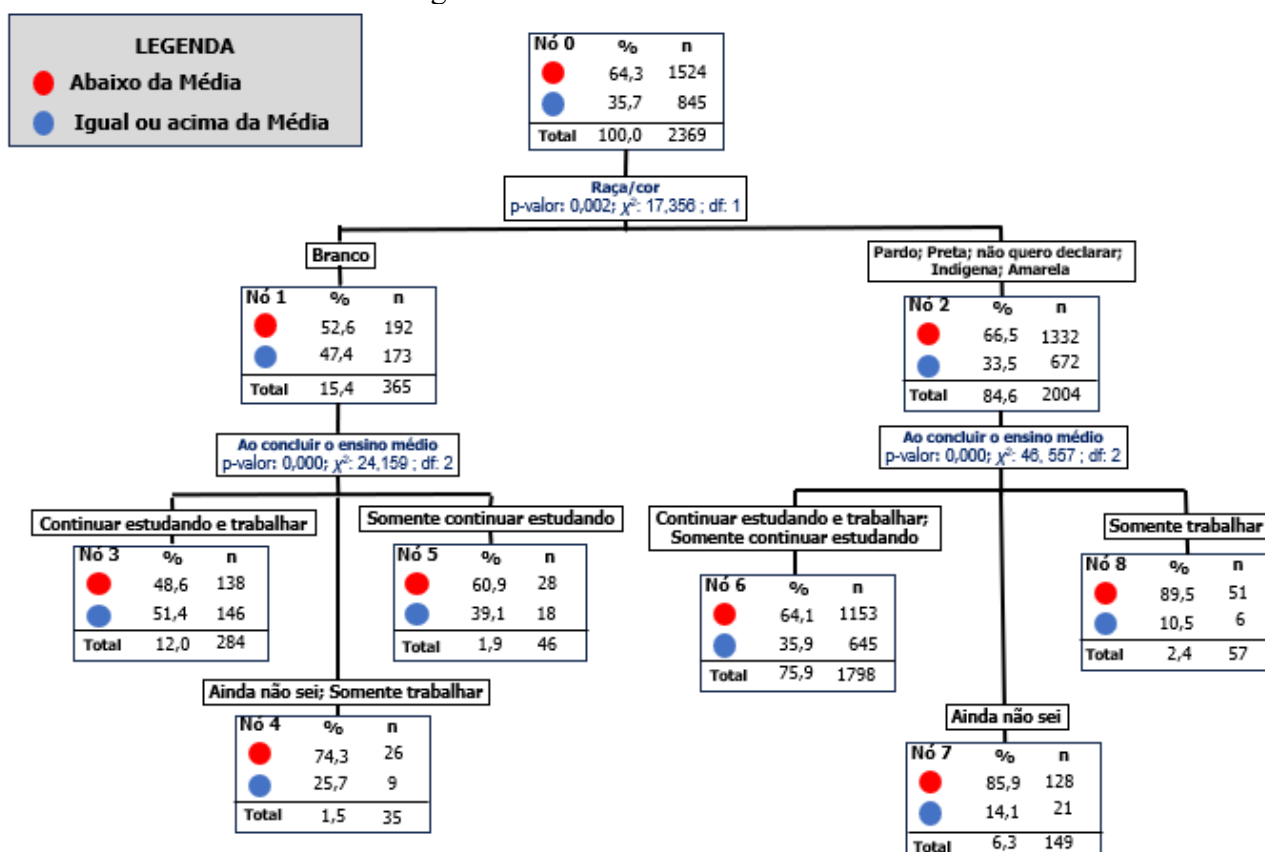 LEGENDA
Abaixo da Média
Igual ou acima da Média
Nó 0 % n
64,3 1524
35,7 845
Total 100,0 2369
Raça/cor
p-valor: 0,002; χ²: 17,356 ; df: 1
Branco
Pardo; Preta; não quero declarar;
Indígena; Amarela
Nó 1 % n
52,6 192
47,4 173
Total 15,4 365
Nó 2 % n
66,5 1332
33,5 672
Total 84,6 2004
Ao concluir o ensino médio
p-valor: 0,000; χ²: 24,159 ; df: 2
Ao concluir o ensino médio
p-valor: 0,000; χ²: 46, 557 ; df: 2
Continuar estudando e trabalhar
Nó 3 % n
48,6 138
51,4 146
Total 12,0 284
Somente continuar estudando
Nó 5 % n
60,9 28
39,1 18
Total 1,9 46
Continuar estudando e trabalhar;
Somente continuar estudando
Nó 6 % n
64,1 1153
35,9 645
Total 75,9 1798
Somente trabalhar
Nó 8 % n
89,5 51
10,5 6
Total 2,4 57
Ainda não sei; Somente trabalhar
Nó 4 % n
74,3 26
25,7 9
Total 1,5 35
Ainda não sei
Nó 7 % n
85,9 128
14,1 21
Total 6,3 149